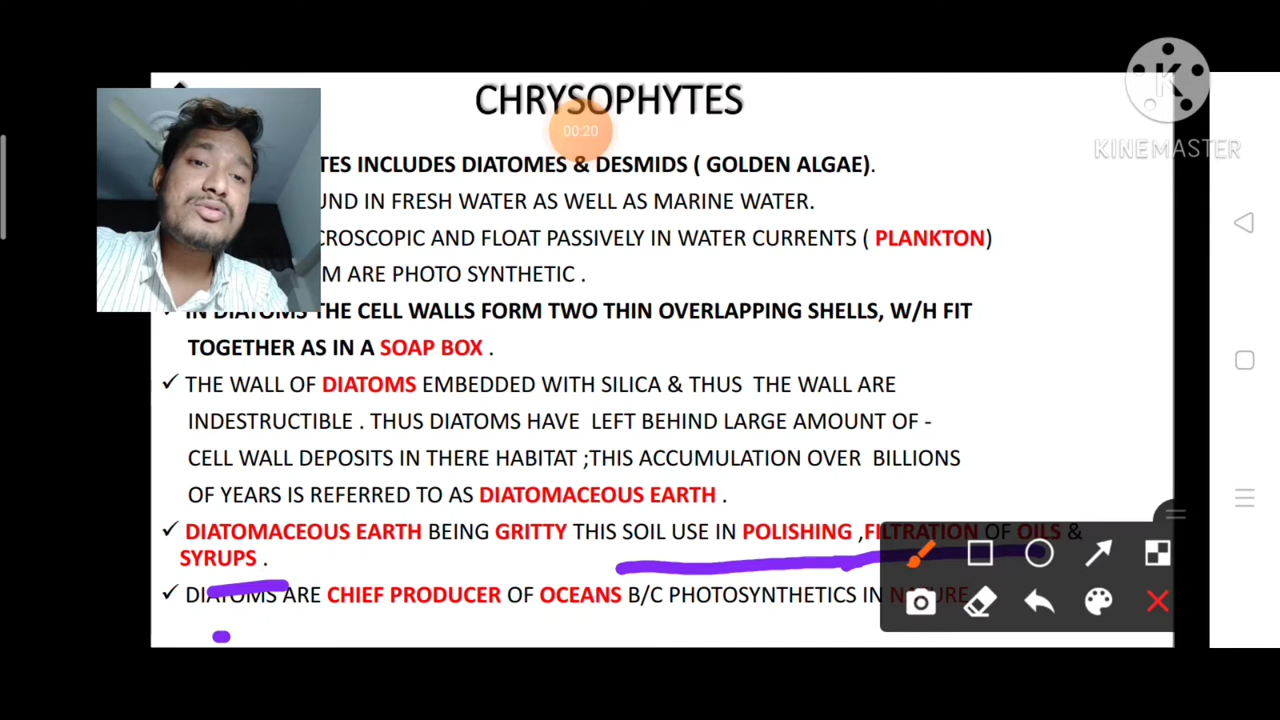 CHRYSOPHYTES
KINEMASTER
00:20
TES INCLUDES DIATOMES & DESMIDS ( GOLDEN ALGAE).
UND IN FRESH WATER AS WELL AS MARINE WATER.
CROSCOPIC AND FLOAT PASSIVELY IN WATER CURRENTS ( PLANKTON)
M ARE PHOTO SYNTHETIC .
✓ IN DIATOMS THE CELL WALLS FORM TWO THIN OVERLAPPING SHELLS, W/H FIT
TOGETHER AS IN A SOAP BOX .
✓ THE WALL OF DIATOMS EMBEDDED WITH SILICA & THUS THE WALL ARE
INDESTRUCTIBLE . THUS DIATOMS HAVE LEFT BEHIND LARGE AMOUNT OF -
CELL WALL DEPOSITS IN THERE HABITAT ;THIS ACCUMULATION OVER BILLIONS
OF YEARS IS REFERRED TO AS DIATOMACEOUS EARTH .
✓ DIATOMACEOUS EARTH BEING GRITTY THIS SOIL USE IN POLISHING ,FILTRATION OF OILS &
SYRUPS .
✓ DIATOMS ARE CHIEF PRODUCER OF OCEANS B/C PHOTOSYNTHETICS IN NATURE